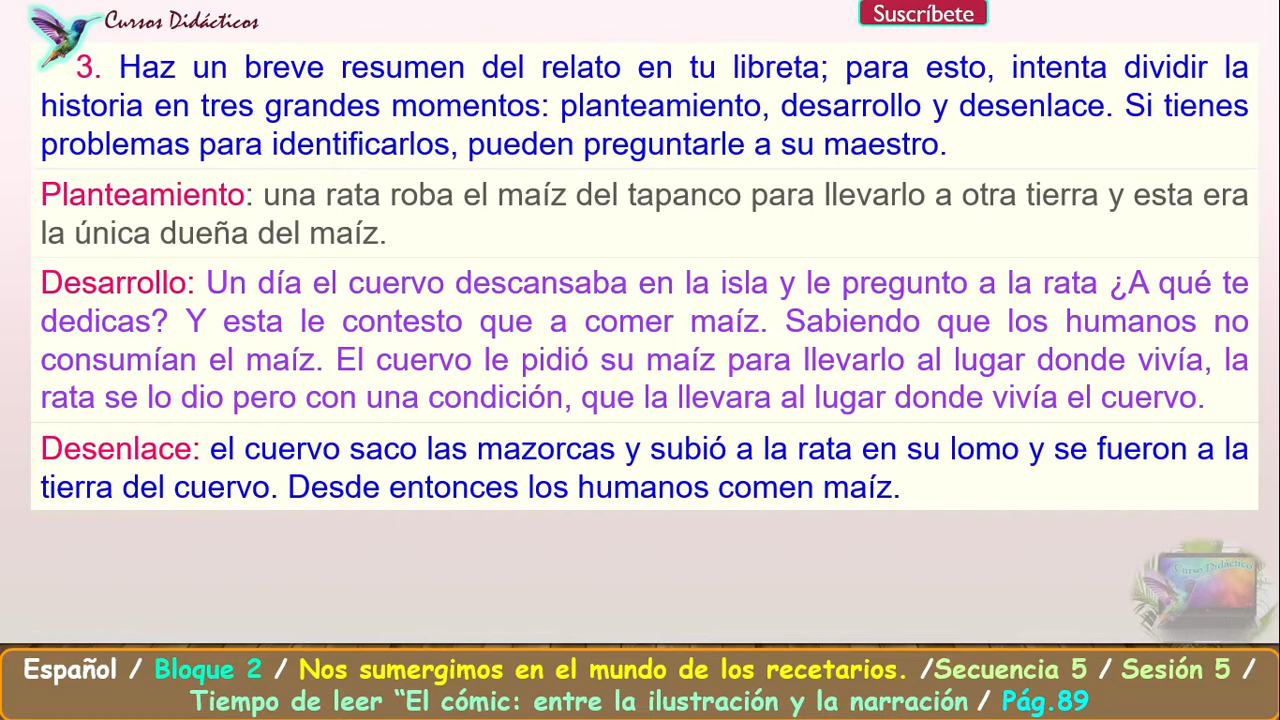 Cursos Didácticos
Suscríbete
3. Haz un breve resumen del relato en tu libreta; para esto, intenta dividir la
historia en tres grandes momentos: planteamiento, desarrollo y desenlace. Si tienes
problemas para identificarlos, pueden preguntarle a su maestro.
Planteamiento: una rata roba el maíz del tapanco para llevarlo a otra tierra y esta era
la única dueña del maíz.
Desarrollo: Un día el cuervo descansaba en la isla y le pregunto a la rata ¿A qué te
dedicas? Y esta le contesto que a comer maíz. Sabiendo que los humanos no
consumían el maíz. El cuervo le pidió su maíz para llevarlo al lugar donde vivía, la
rata se lo dio pero con una condición, que la llevara al lugar donde vivía el cuervo.
Desenlace: el cuervo saco las mazorcas y subió a la rata en su lomo y se fueron a la
tierra del cuervo. Desde entonces los humanos comen maíz.
Curso Didáctico
Español / Bloque 2 / Nos sumergimos en el mundo de los recetarios. /Secuencia 5 / Sesión 5 /
Tiempo de leer “El cómic: entre la ilustración y la narración / Pág.89